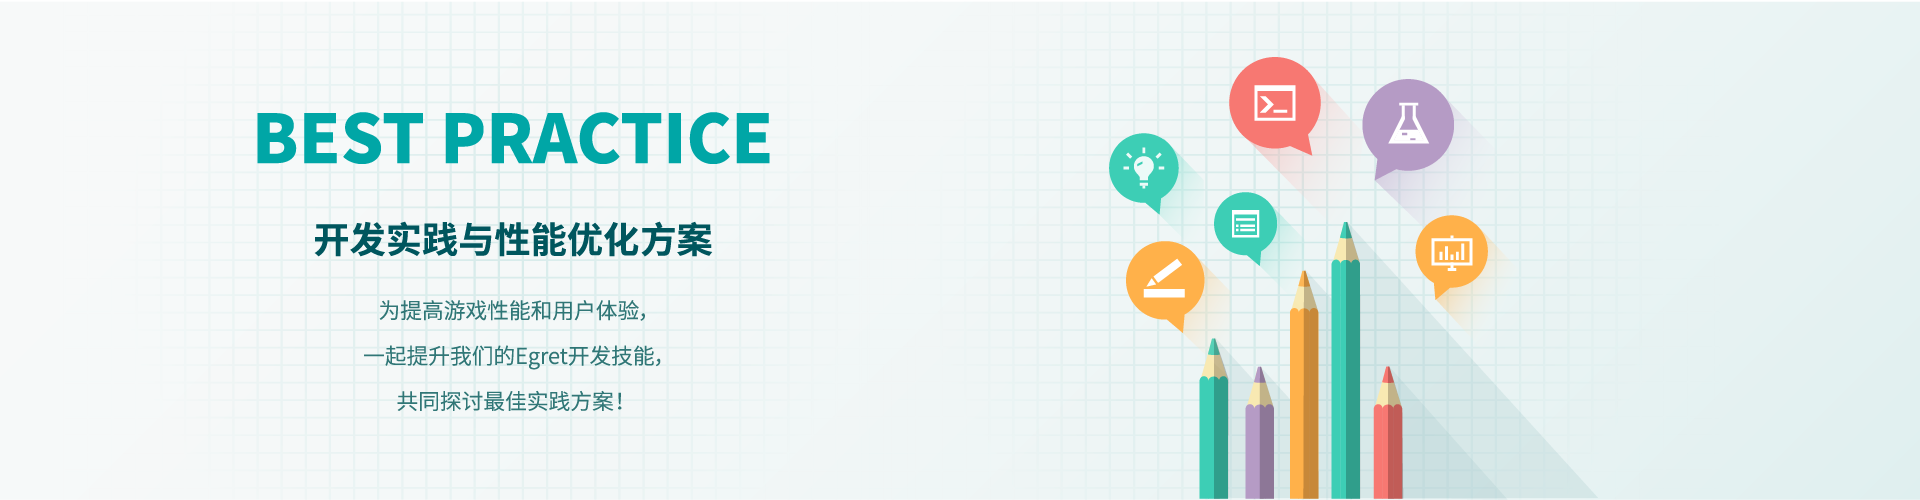 BEST PRACTICE
开发实践与性能优化方案
为提高游戏性能和用户体验，
一起提升我们的Egret开发技能，
共同探讨最佳实践方案！